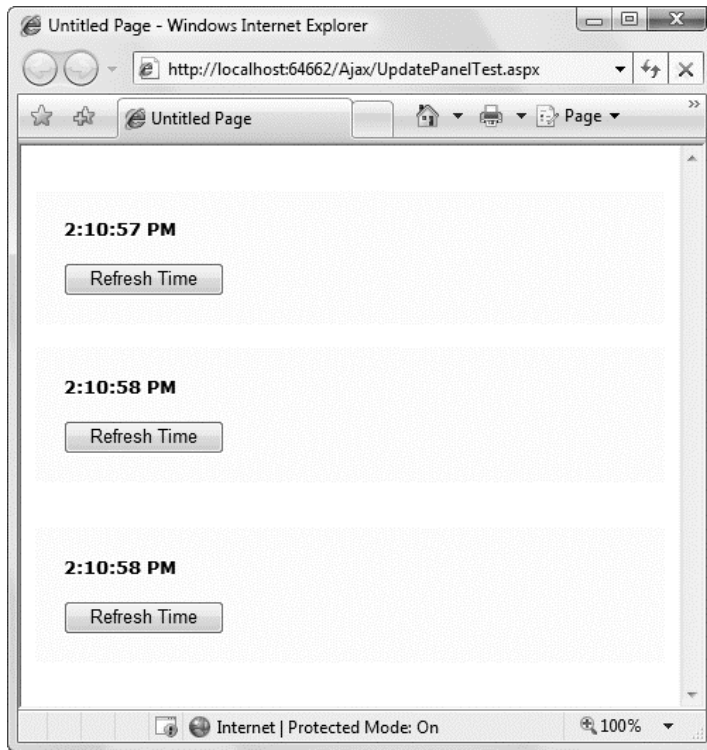 Untitled Page - Windows Internet Explorer
http://localhost:64662/Ajax/UpdatePanelTest.aspx
Untitled Page
Page
2:10:57 PM
Refresh Time
2:10:58 PM
Refresh Time
2:10:58 PM
Refresh Time
Internet | Protected Mode: On
100%